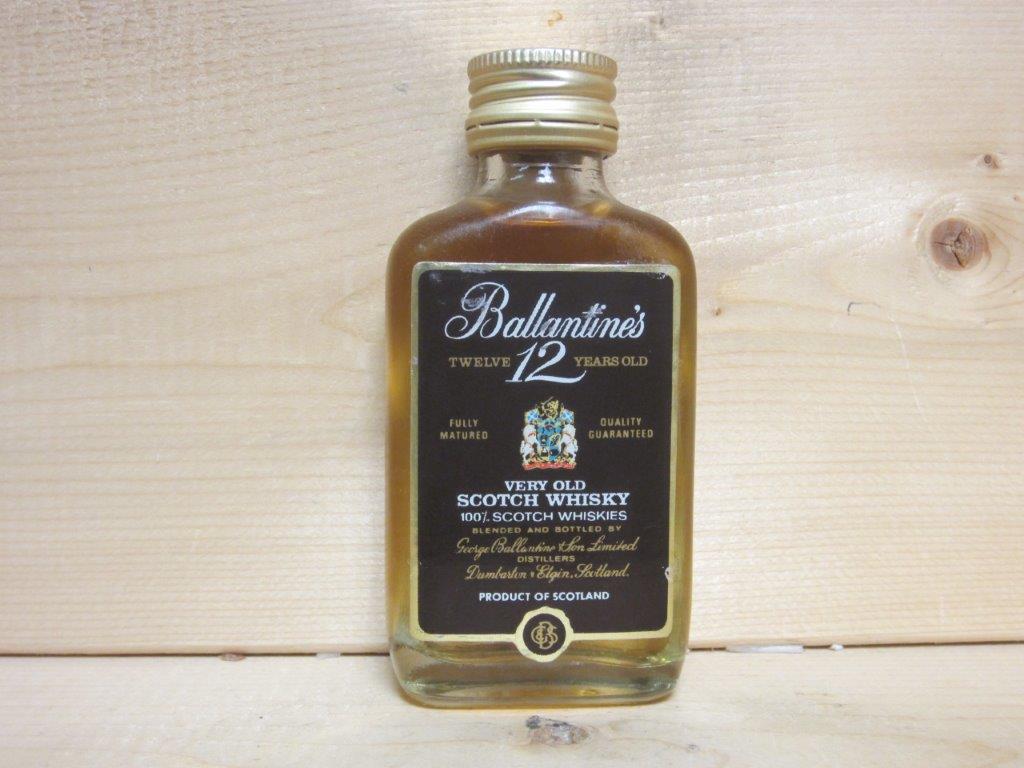 Ballantine's
TWELVE 12 YEARS OLD
FULLY MATURED
QUALITY GUARANTEED
VERY OLD
SCOTCH WHISKY
100% SCOTCH WHISKIES
BLENDED AND BOTTLED BY
George Ballantine & Son Limited
DISTILLERS
Dumbarton & Elgin, Scotland.
PRODUCT OF SCOTLAND